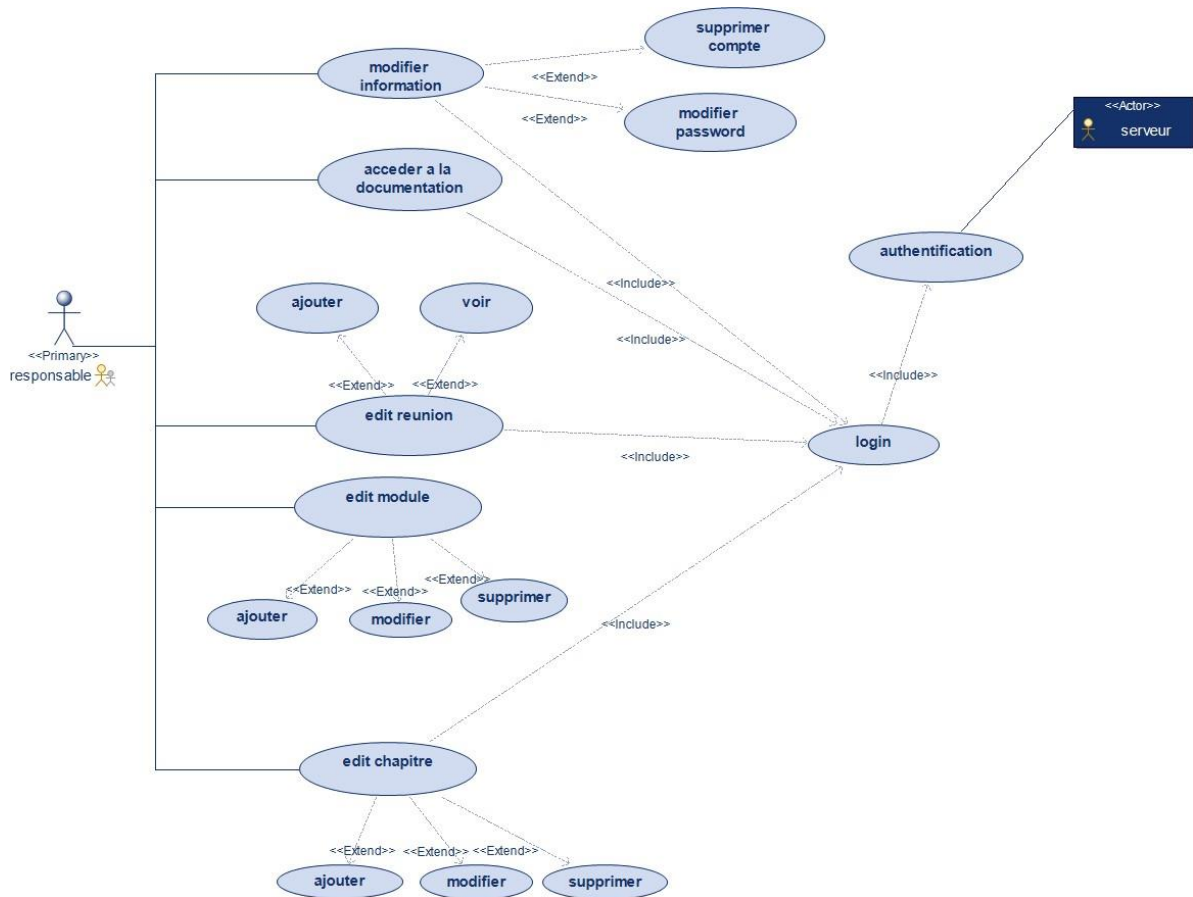 supprimer
compte
modifier
information
<<Extend>>
<<Extend>>
modifier
password
<<Actor>>
serveur
acceder a la
documentation
authentification
<<Include>>
ajouter
voir
<<Include>>
<<Primary>>
responsable
<<Extend>>
<<Extend>>
<<Include>>
edit reunion
login
<<Include>>
edit module
<<Extend>>
<<Extend>>
<<Extend>>
supprimer
ajouter
modifier
<<Include>>
edit chapitre
<<Extend>>
<<Extend>>
<<Extend>>
ajouter
modifier
supprimer